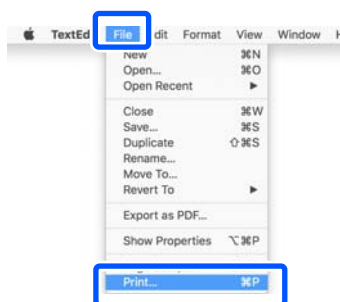 TextEd File dit Format View Window H
New ⌘N
Open... ⌘O
Open Recent ▶
Close ⌘W
Save... ⌘S
Duplicate ⇧⌘S
Rename...
Move To...
Revert To ▶
Export as PDF...
Show Properties ⌥⌘P
Print... ⌘P